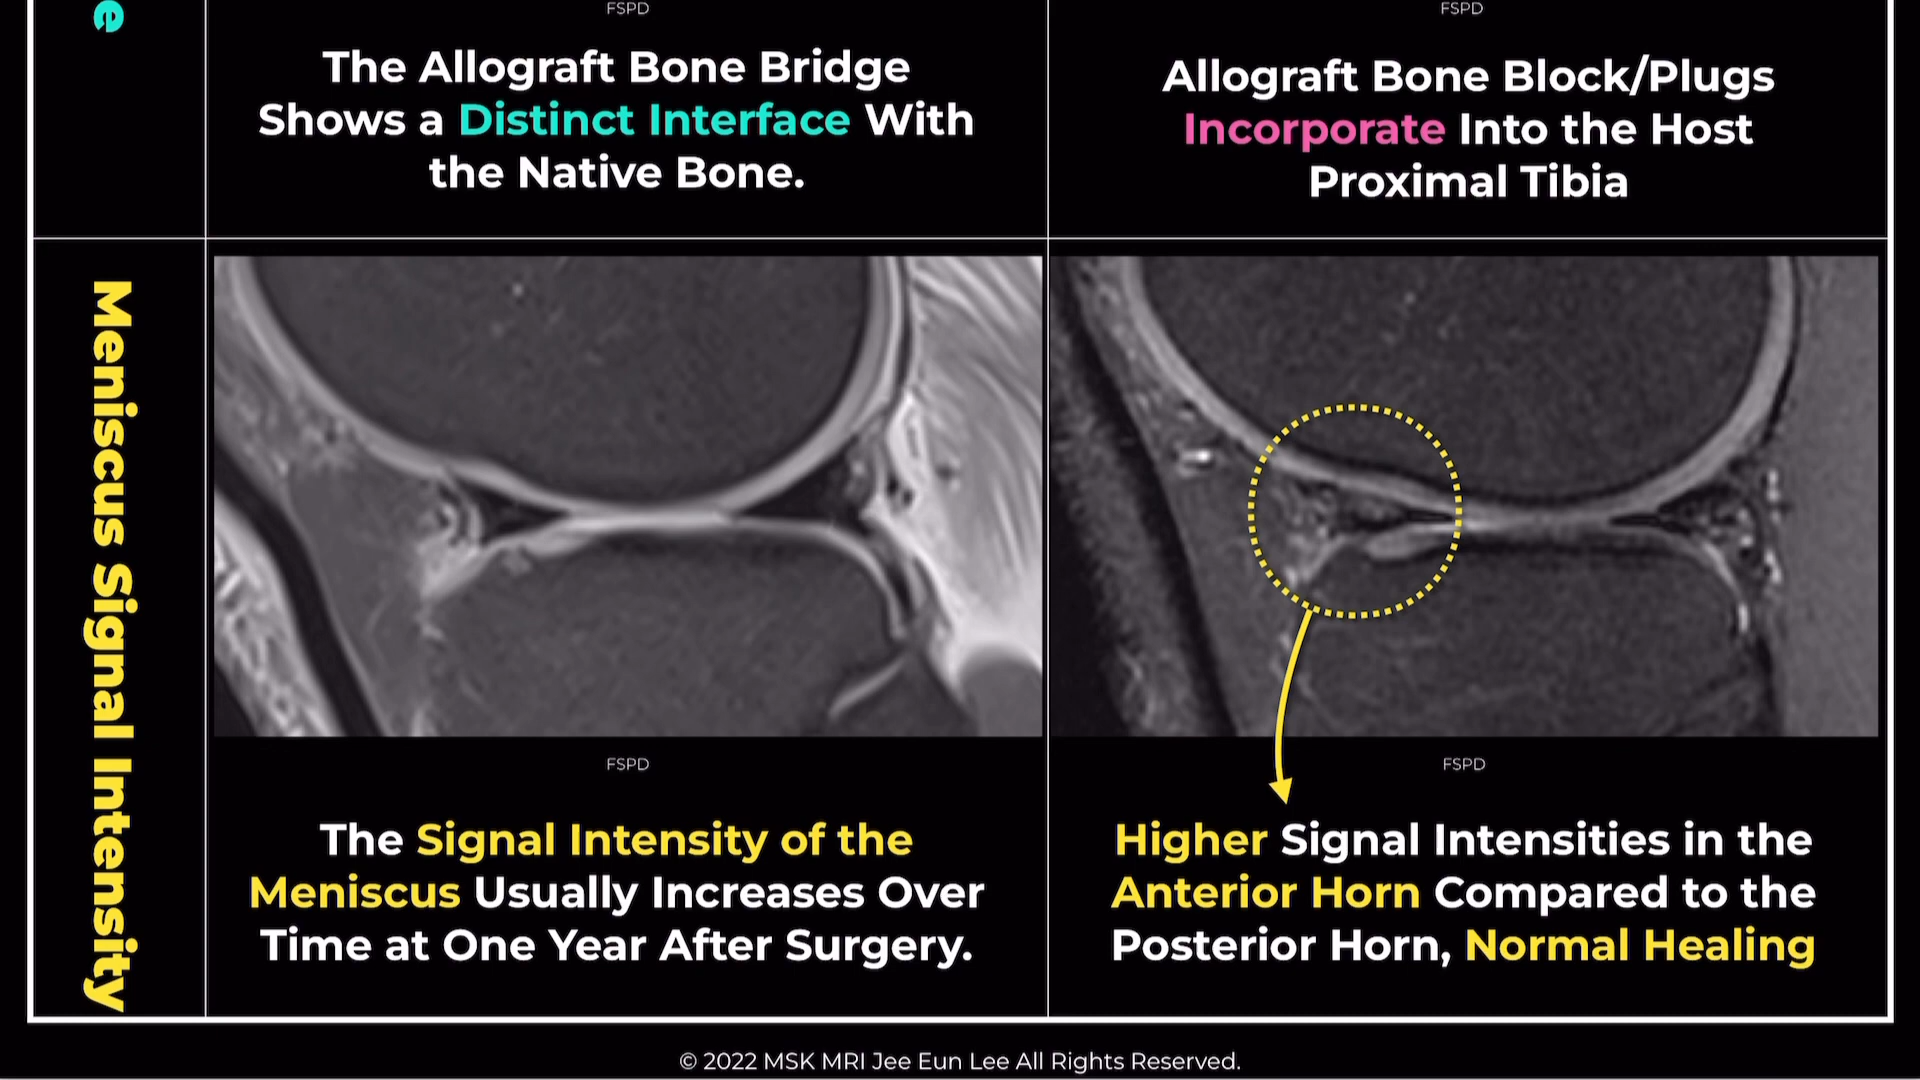 e
FSPD
FSPD
The Allograft Bone Bridge
Shows a Distinct Interface With
the Native Bone.
Allograft Bone Block/Plugs
Incorporate Into the Host
Proximal Tibia
Meniscus Signal Intensity
FSPD
FSPD
The Signal Intensity of the
Meniscus Usually Increases Over
Time at One Year After Surgery.
Higher Signal Intensities in the
Anterior Horn Compared to the
Posterior Horn, Normal Healing
© 2022 MSK MRI Jee Eun Lee All Rights Reserved.